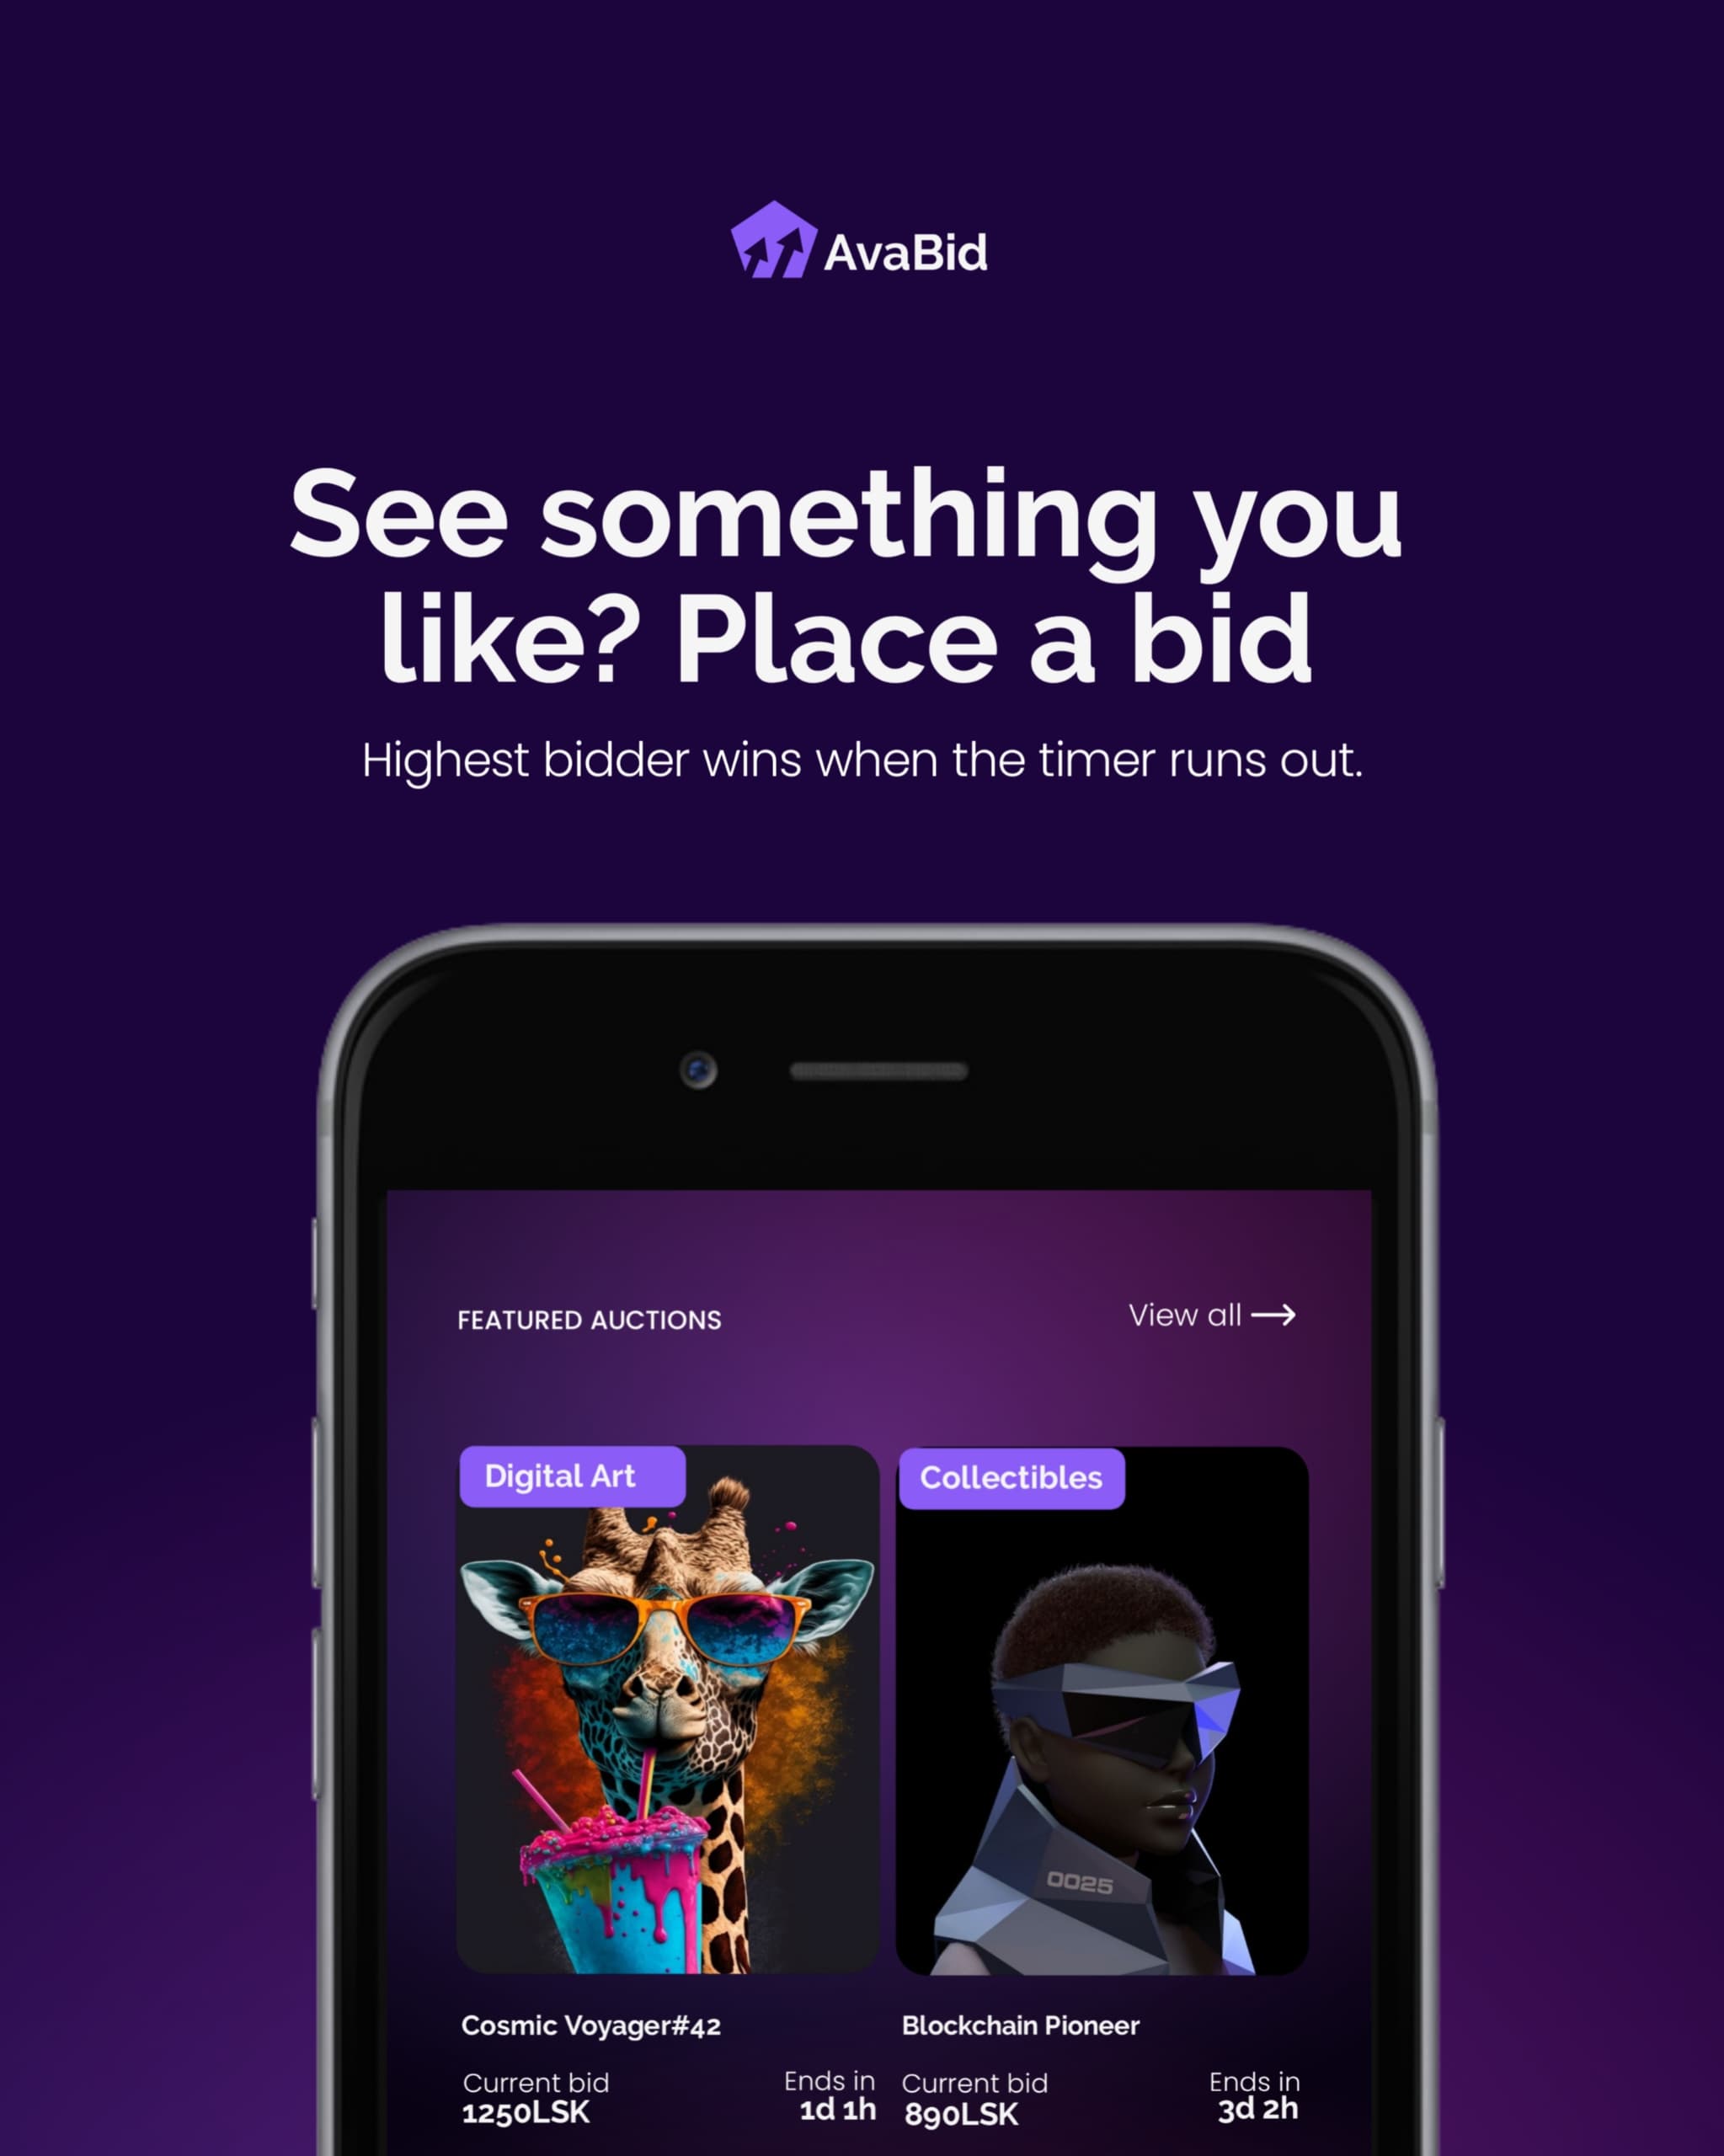 AvaBid
See something you
like? Place a bid
Highest bidder wins when the timer runs out.
FEATURED AUCTIONS
View all
Digital Art
Collectibles
0025
Cosmic Voyager#42
Blockchain Pioneer
Current bid
1250LSK
Ends in
1d 1h
Current bid
890LSK
Ends in
3d 2h